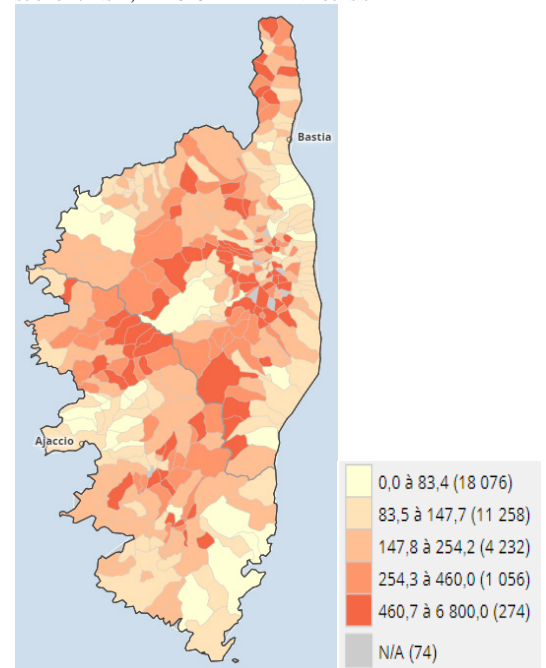 Bastia
Ajaccio
0,0 à 83,4 (18 076)
83,5 à 147,7 (11 258)
147,8 à 254,2 (4 232)
254,3 à 460,0 (1 056)
460,7 à 6 800,0 (274)
N/A (74)